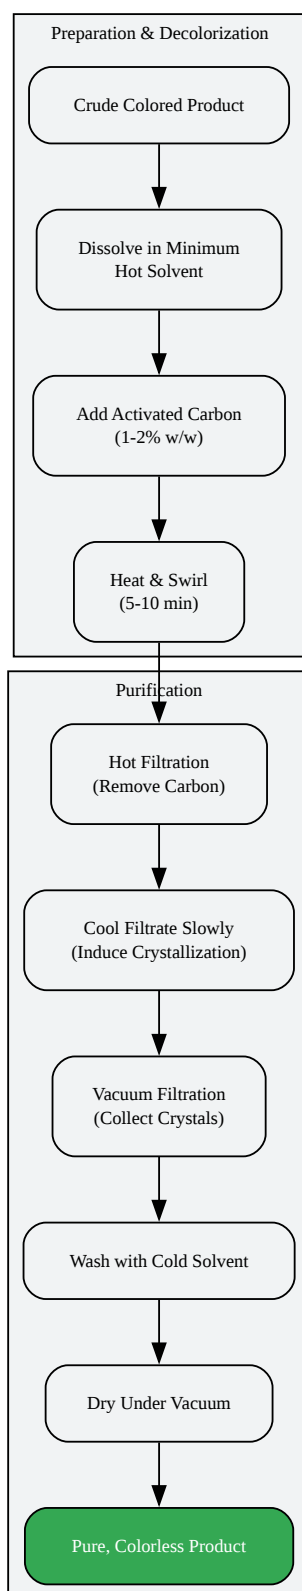 Preparation & Decolorization
Crude Colored Product
Dissolve in Minimum
Hot Solvent
Add Activated Carbon
(1-2% w/w)
Heat & Swirl
(5-10 min)
Purification
Hot Filtration
(Remove Carbon)
Cool Filtrate Slowly
(Induce Crystallization)
Vacuum Filtration
(Collect Crystals)
Wash with Cold Solvent
Dry Under Vacuum
Pure, Colorless Product